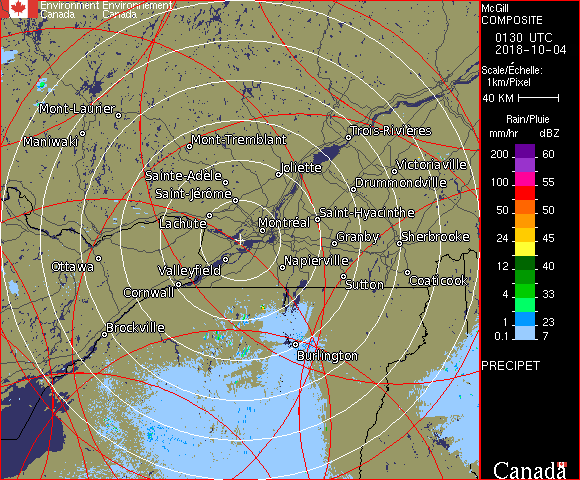 Environment Environnement
Canada Canada
McGill
COMPOSITE
0130 UTC
2018-10-04
Scale/Échelle:
1km/Pixel
40 KM
Rain/Pluie
mm/hr dBZ
200 60
150 55
100 55
50 50
24 45
12 40
4 33
1 23
0.1 7
PRECIPET
Canada
Mont-Laurier
Maniwaki
Mont-Tremblant
Trois-Rivières
Sainte-Adèle
Joliette
Victoriaville
Saint-Jérôme
Drummondville
Lachute
Montréal
Saint-Hyacinthe
Granby
Sherbrooke
Ottawa
Valleyfield
Napierville
Cornwall
Sutton
Coaticook
Brockville
Burlington